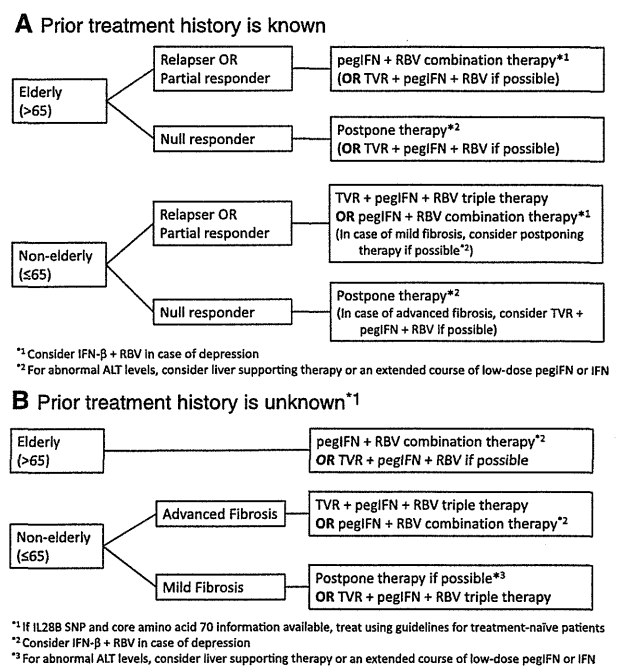 A Prior treatment history is known
Elderly
(>65)
Relapser OR
Partial responder
pegIFN + RBV combination therapy*1
(OR TVR + pegIFN + RBV if possible)
Null responder
Postpone therapy*2
(OR TVR + pegIFN + RBV if possible)
Non-elderly
(≤65)
Relapser OR
Partial responder
TVR + pegIFN + RBV triple therapy
OR pegIFN + RBV combination therapy*1
(In case of mild fibrosis, consider postponing
therapy if possible*2)
Null responder
Postpone therapy*2
(In case of advanced fibrosis, consider TVR +
pegIFN + RBV if possible)
*1 Consider IFN-β + RBV in case of depression
*2 For abnormal ALT levels, consider liver supporting therapy or an extended course of low-dose pegIFN or IFN
B Prior treatment history is unknown*1
Elderly
(>65)
pegIFN + RBV combination therapy*2
OR TVR + pegIFN + RBV if possible
Non-elderly
(≤65)
Advanced Fibrosis
TVR + pegIFN + RBV triple therapy
OR pegIFN + RBV combination therapy*2
Mild Fibrosis
Postpone therapy if possible*3
OR TVR + pegIFN + RBV triple therapy
*1 If IL28B SNP and core amino acid 70 information available, treat using guidelines for treatment-naïve patients
*2 Consider IFN-β + RBV in case of depression
*3 For abnormal ALT levels, consider liver supporting therapy or an extended course of low-dose pegIFN or IFN